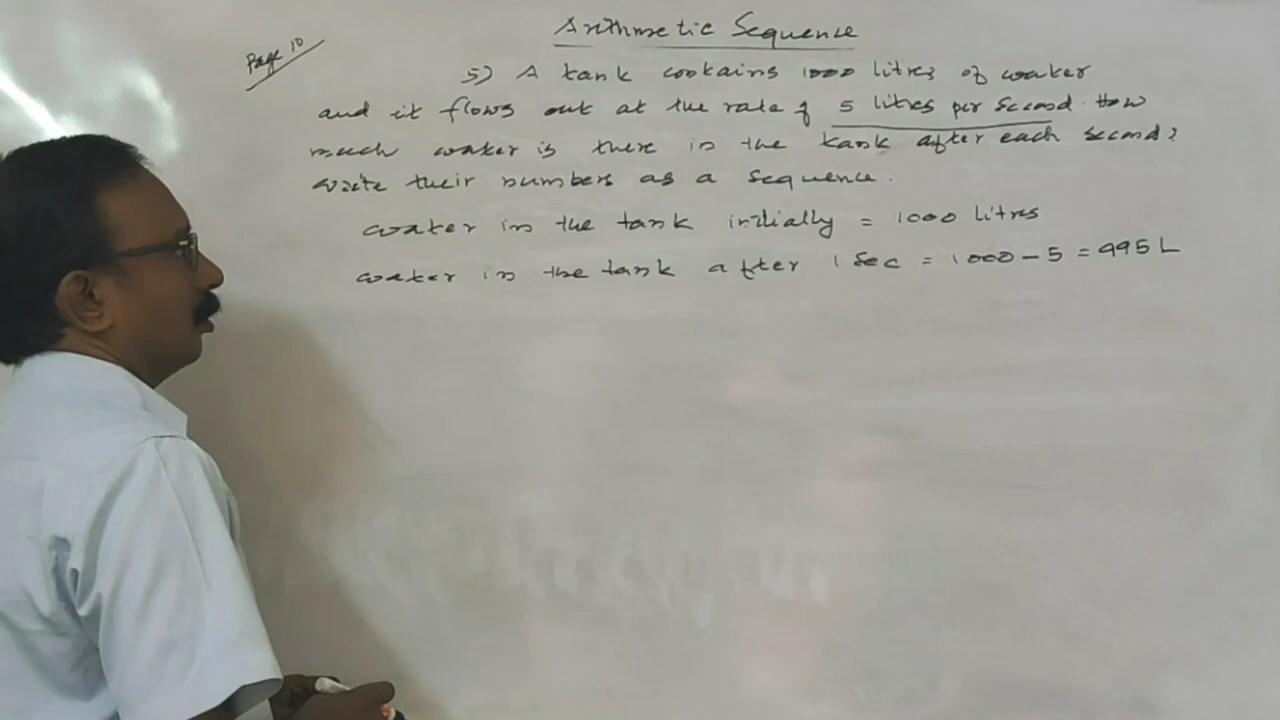 Arithmetic Sequence
Page 10
5) A tank contains 1000 litres of water
and it flows out at the rate of 5 litres per second. How
much water is there in the tank after each second?
write their numbers as a sequence.
water in the tank initially = 1000 Litres
water in the tank after 1 sec = 1000 - 5 = 995 L